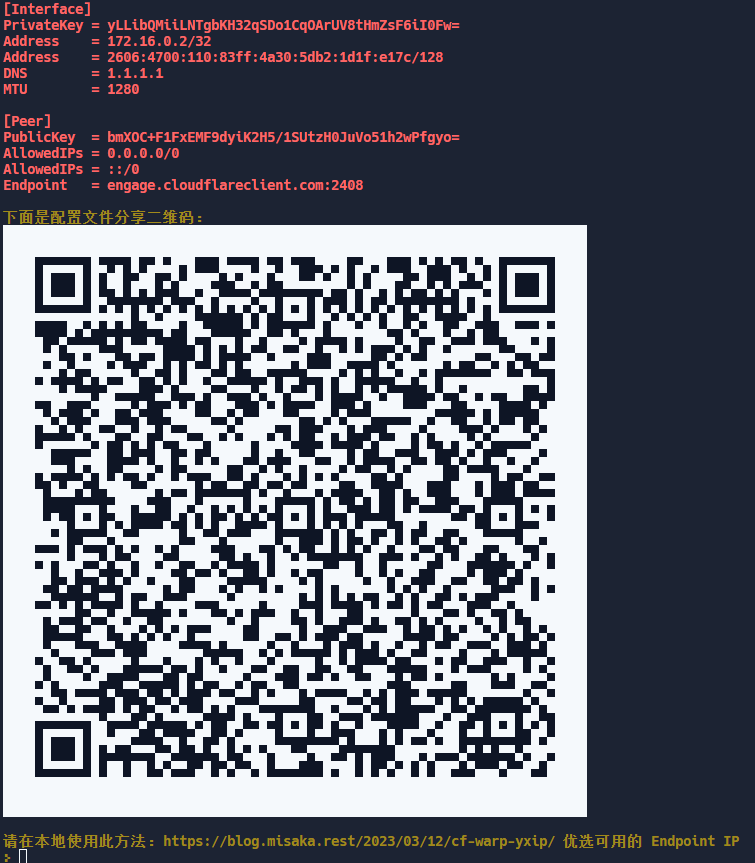 [Interface]
PrivateKey = yLLibQMiiLNTgbKH32qSDo1CqOArUV8tHmZsF6iI0Fw=
Address    = 172.16.0.2/32
Address    = 2606:4700:110:83ff:4a30:5db2:1d1f:e17c/128
DNS        = 1.1.1.1
MTU        = 1280
[Peer]
PublicKey  = bmXOC+F1FxEMF9dyiK2H5/1SUtzH0JuVo51h2wPfgyo=
AllowedIPs = 0.0.0.0/0
AllowedIPs = ::/0
Endpoint   = engage.cloudflareclient.com:2408
下面是配置文件分享二维码：
请在本地使用此方法：https://blog.misaka.rest/2023/03/12/cf-warp-yxip/ 优选可用的 Endpoint IP